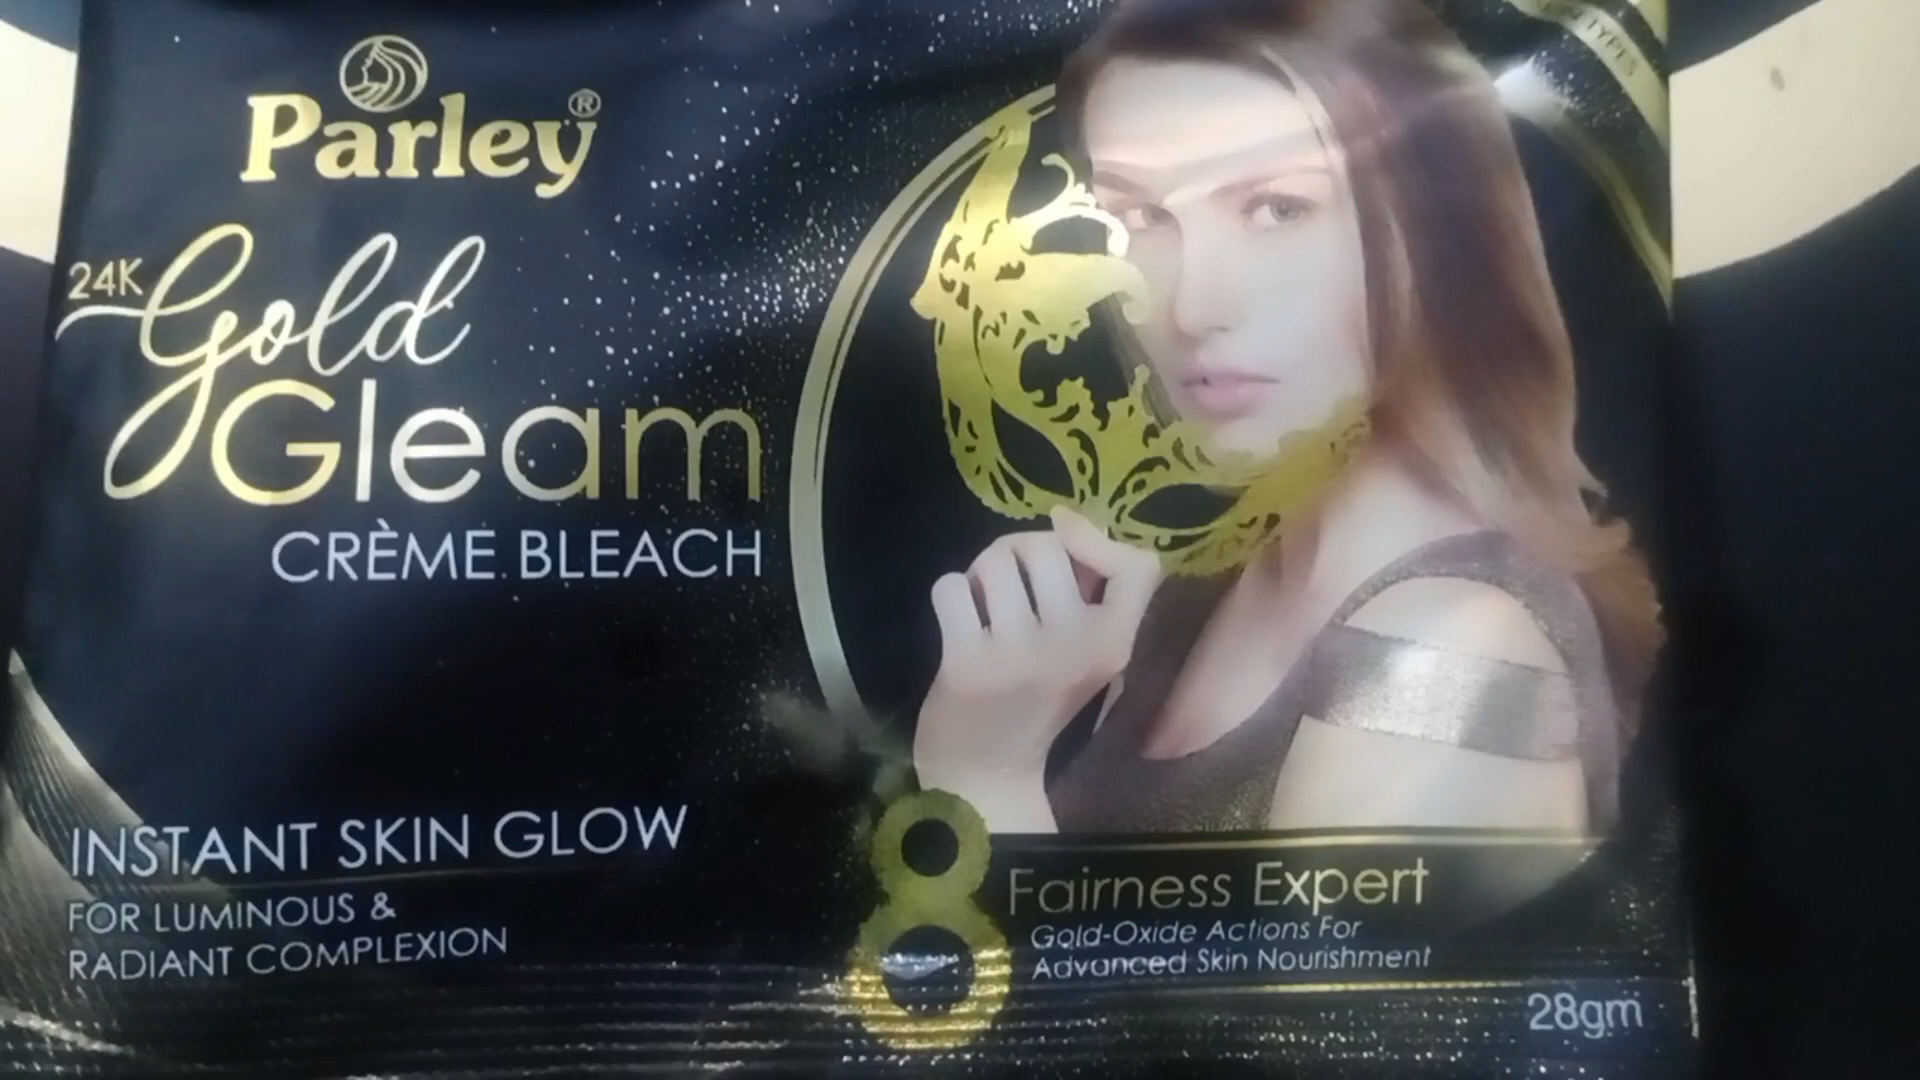 TYPES
Parley®
24K Gold
Gleam
CRÈME BLEACH
INSTANT SKIN GLOW
FOR LUMINOUS &
RADIANT COMPLEXION
8
Fairness Expert
Gold-Oxide Actions For
Advanced Skin Nourishment
28gm